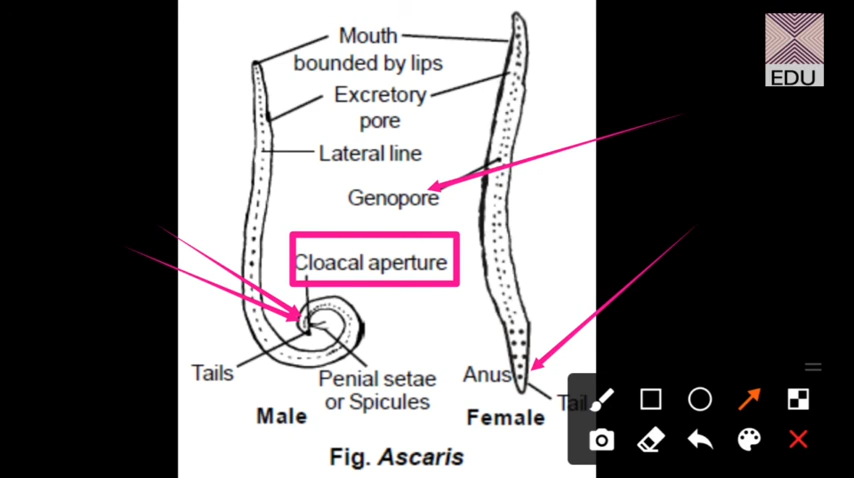 EDU
Mouth
bounded by lips
Excretory
pore
Lateral line
Genopore
Cloacal aperture
Tails
Penial setae
or Spicules
Anus
Tail
Male
Female
Fig. Ascaris